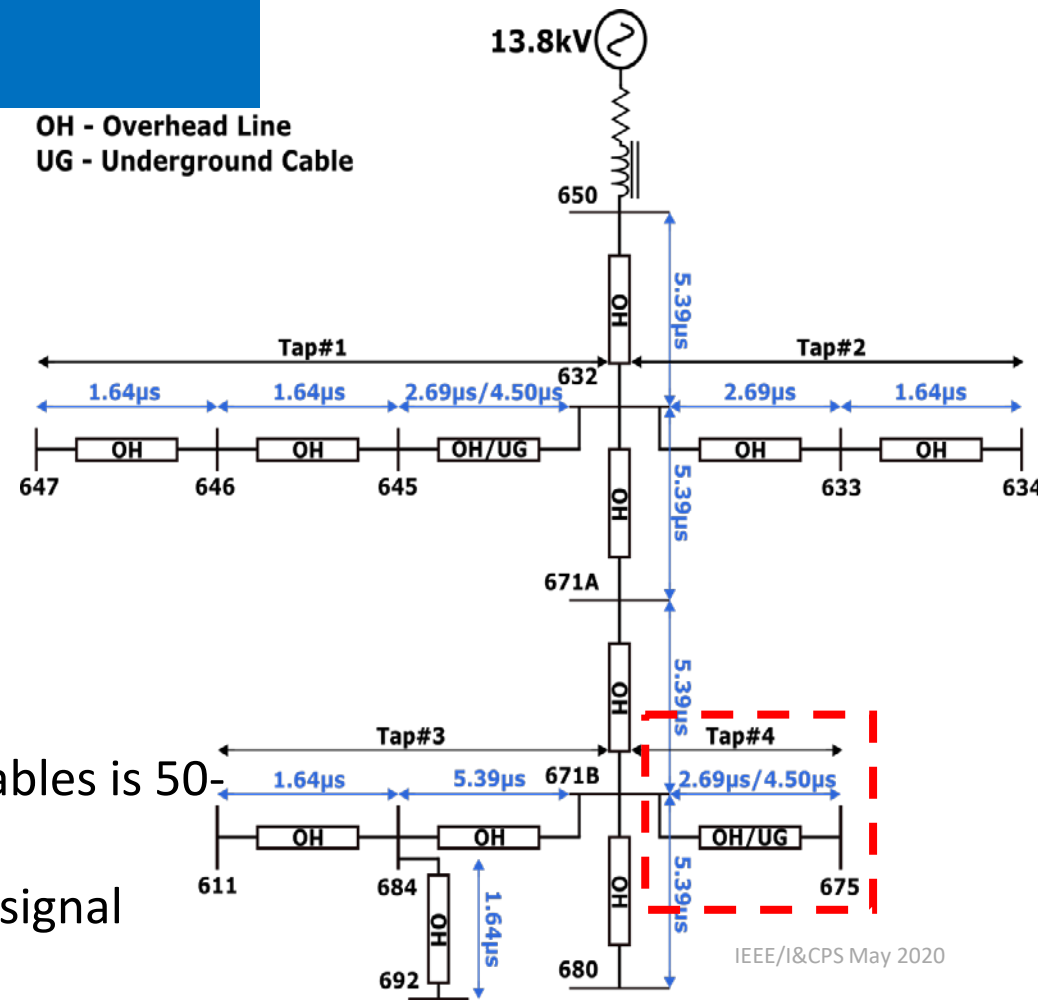 13.8kV
OH - Overhead Line
UG - Underground Cable
650
OH
5.39µs
Tap#1
Tap#2
632
1.64µs
1.64µs
2.69µs/4.50µs
2.69µs
1.64µs
OH
OH
OH/UG
OH
OH
647
646
645
633
634
OH
5.39µs
671A
OH
5.39µs
Tap#3
Tap#4
ables is 50-
1.64µs
5.39µs
671B
2.69µs/4.50µs
OH
OH
OH/UG
611
684
675
OH
5.39µs
signal
OH
1.64µs
692
680
IEEE/I&CPS May 2020